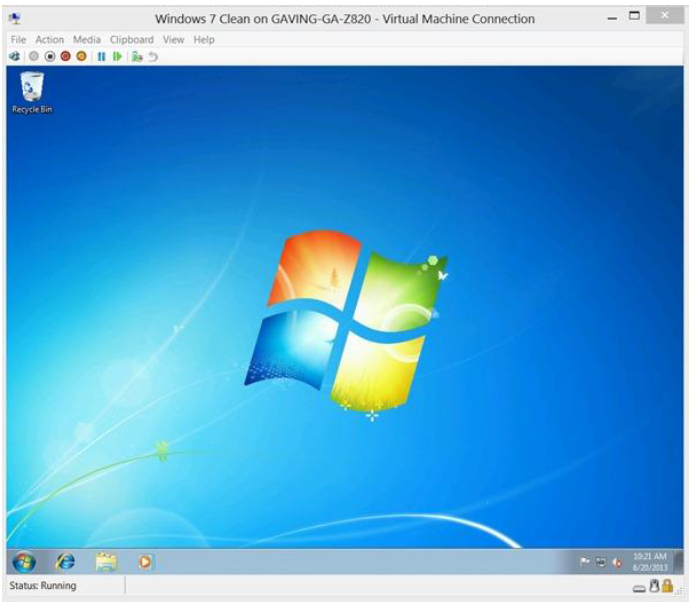 Windows 7 Clean on GAVING-GA-Z820 - Virtual Machine Connection
File Action Media Clipboard View Help
Recycle Bin
10:21 AM
6/20/2013
Status: Running